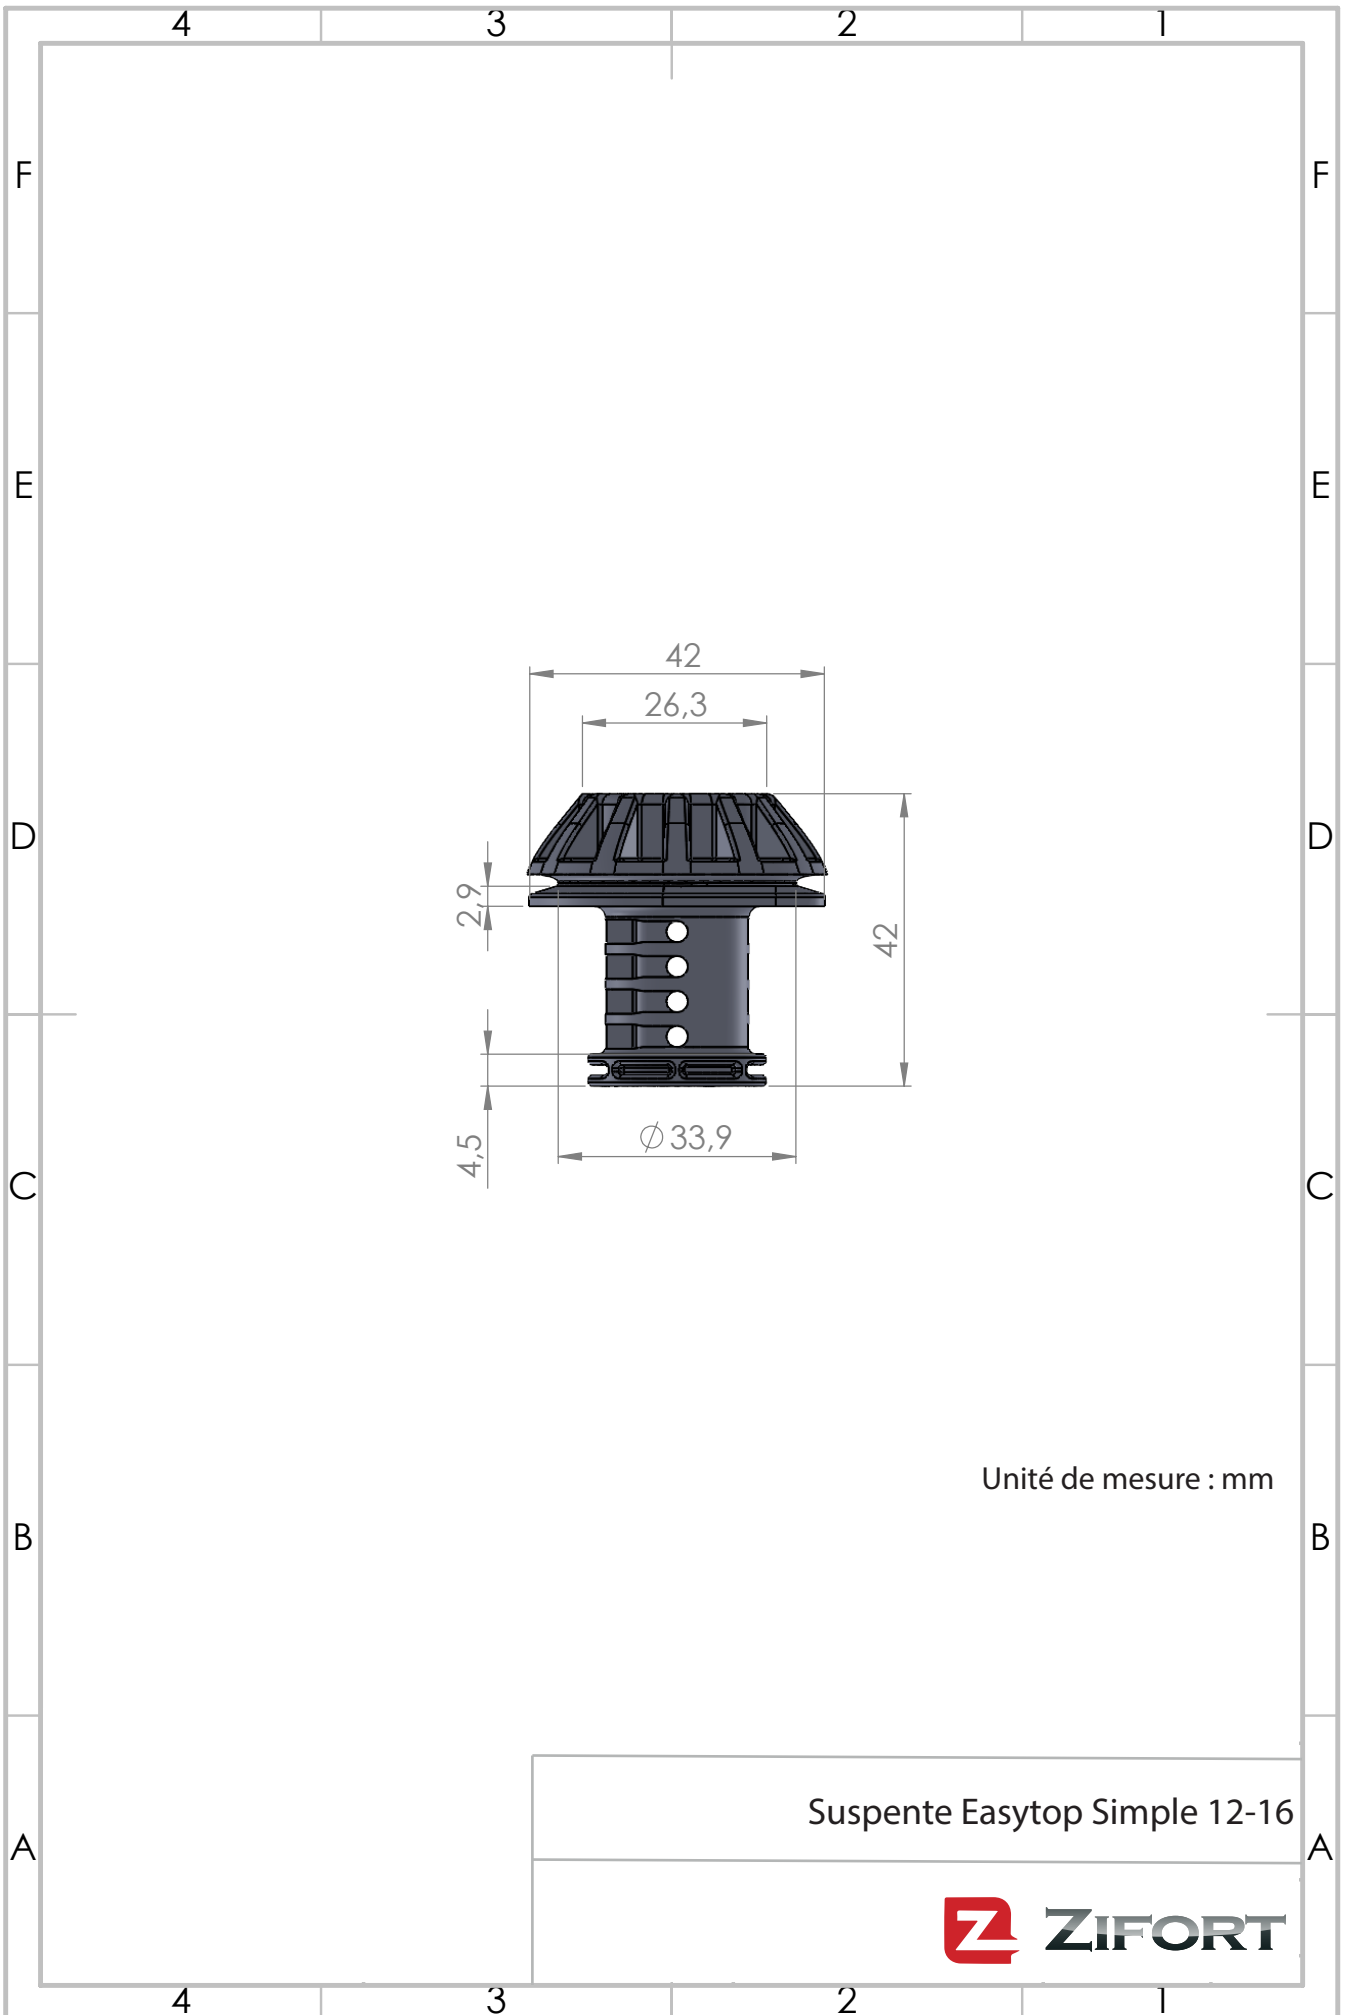 4 3 2 1
F F
E E
42
26,3
D D
2,9
42
4,5
Ø 33,9
C C
Unité de mesure : mm
B B
Suspente Easytop Simple 12-16
A A
Z ZIFORT
4 3 2 1